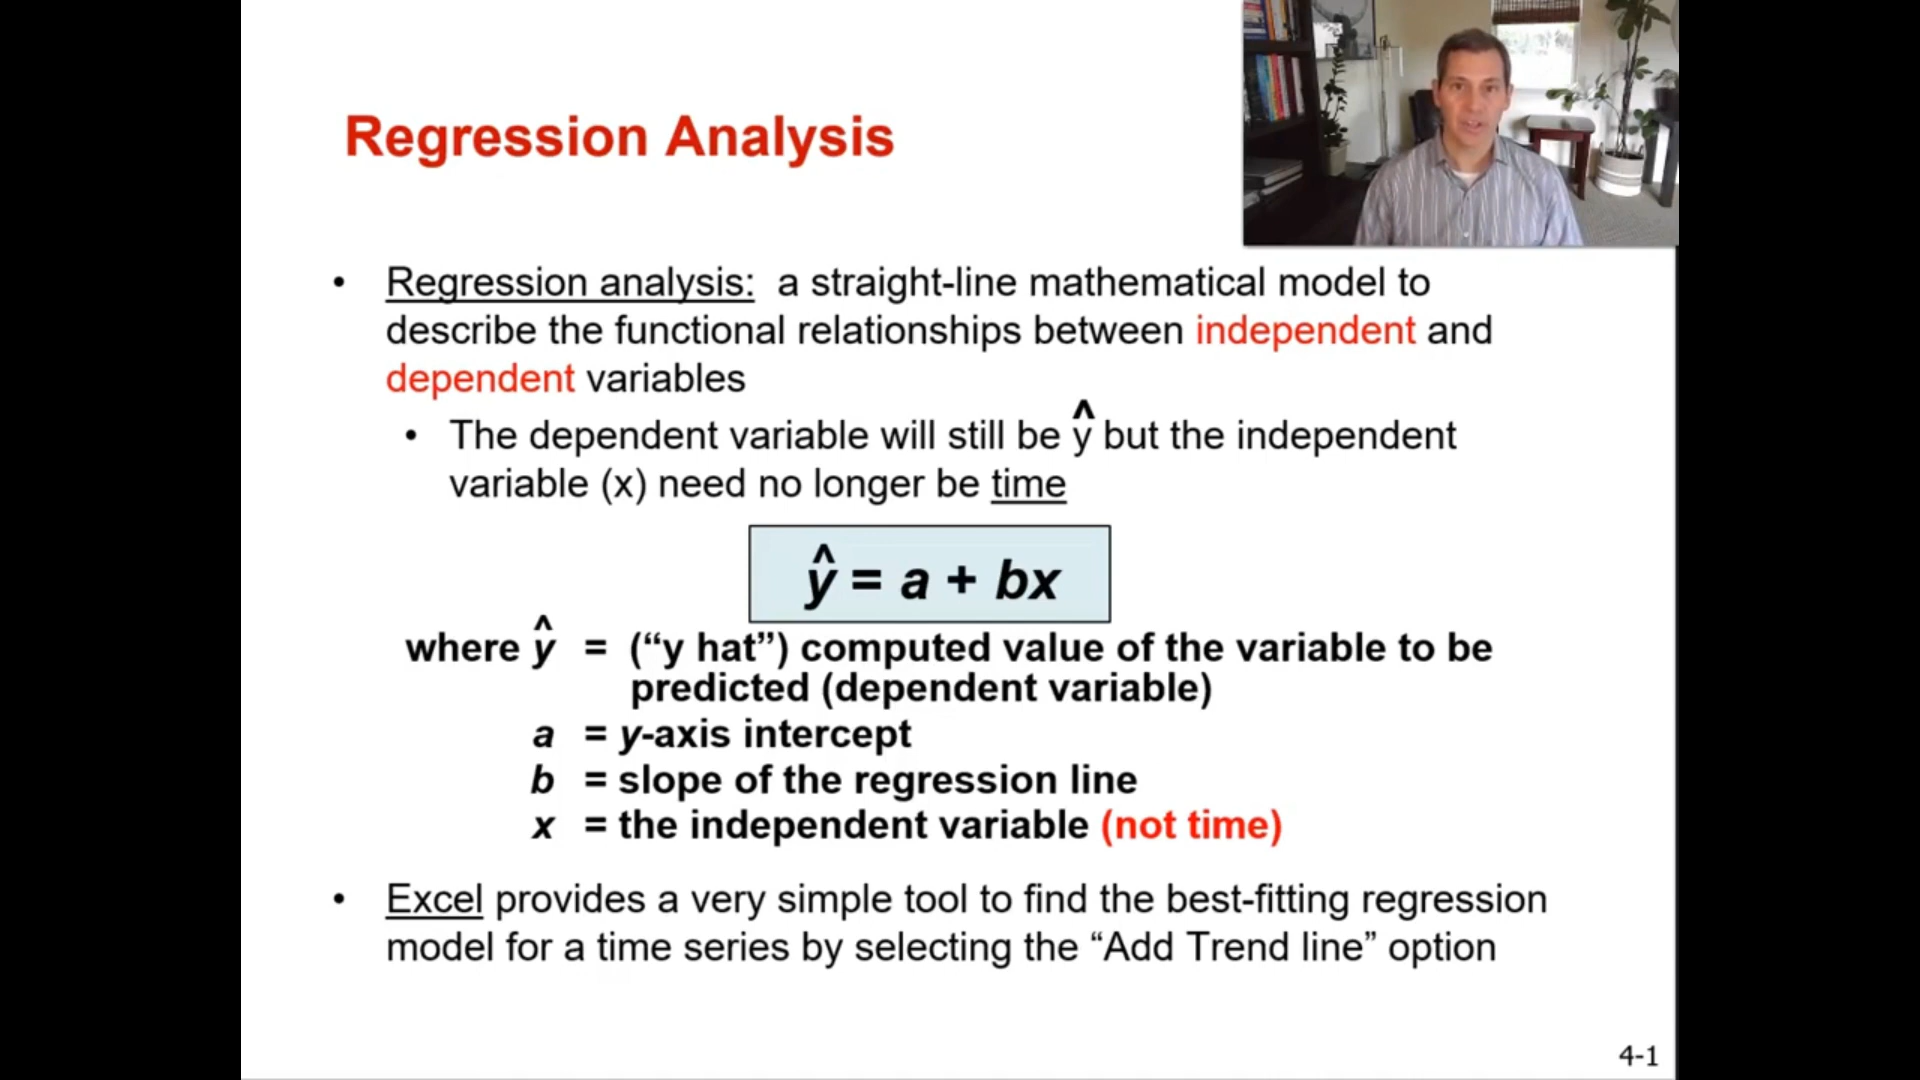 Regression Analysis
• Regression analysis: a straight-line mathematical model to
describe the functional relationships between independent and
dependent variables
• The dependent variable will still be ŷ but the independent
variable (x) need no longer be time
ŷ = a + bx
where ŷ = (“y hat”) computed value of the variable to be
predicted (dependent variable)
a = y-axis intercept
b = slope of the regression line
x = the independent variable (not time)
• Excel provides a very simple tool to find the best-fitting regression
model for a time series by selecting the “Add Trend line” option
4-1